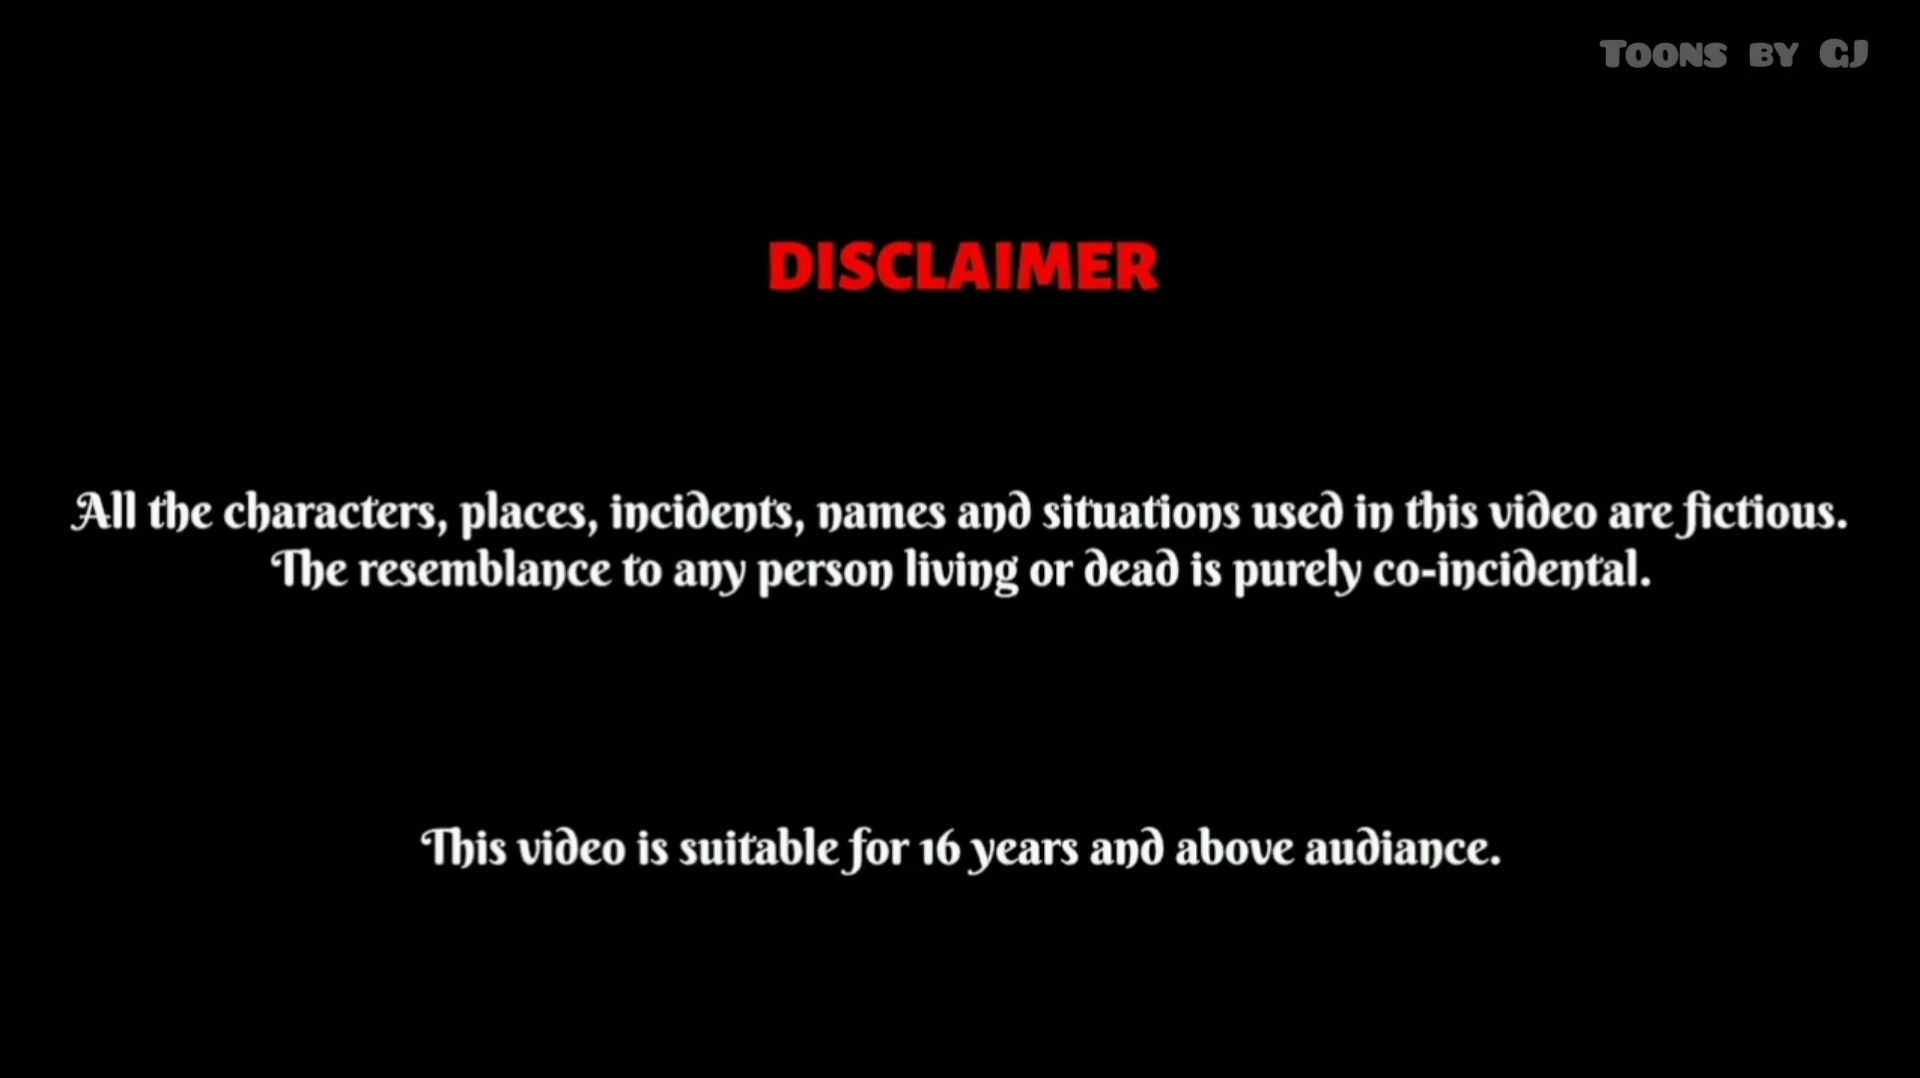 Toons by GJ
DISCLAIMER
All the characters, places, incidents, names and situations used in this video are fictious.
The resemblance to any person living or dead is purely co-incidental.
This video is suitable for 16 years and above audiance.